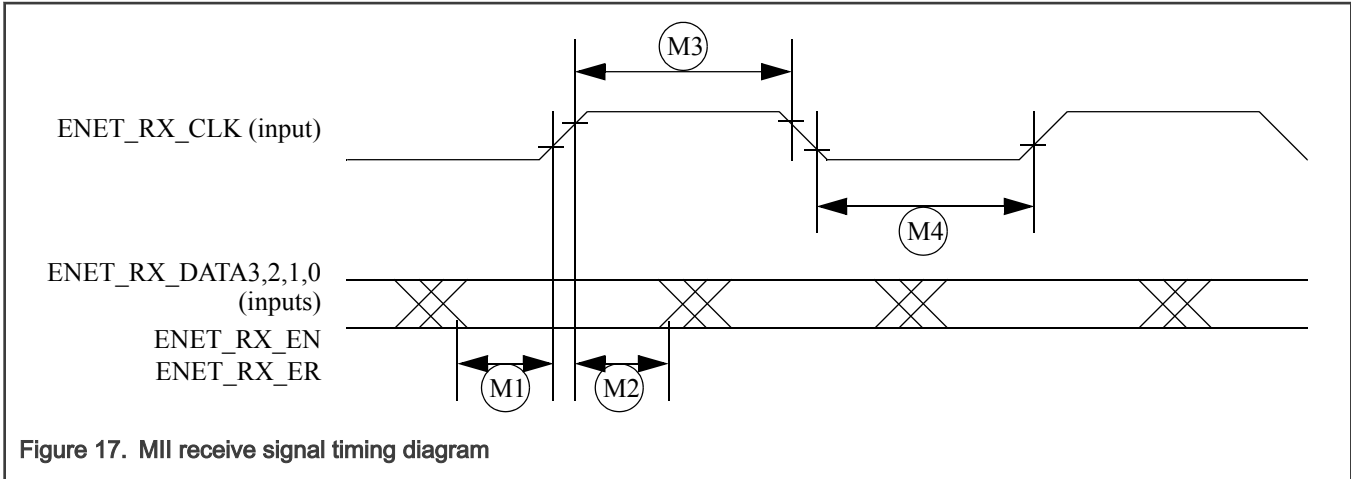 M3
ENET_RX_CLK (input)
M4
ENET_RX_DATA3,2,1,0
(inputs)
ENET_RX_EN
ENET_RX_ER
M1
M2
Figure 17. MII receive signal timing diagram